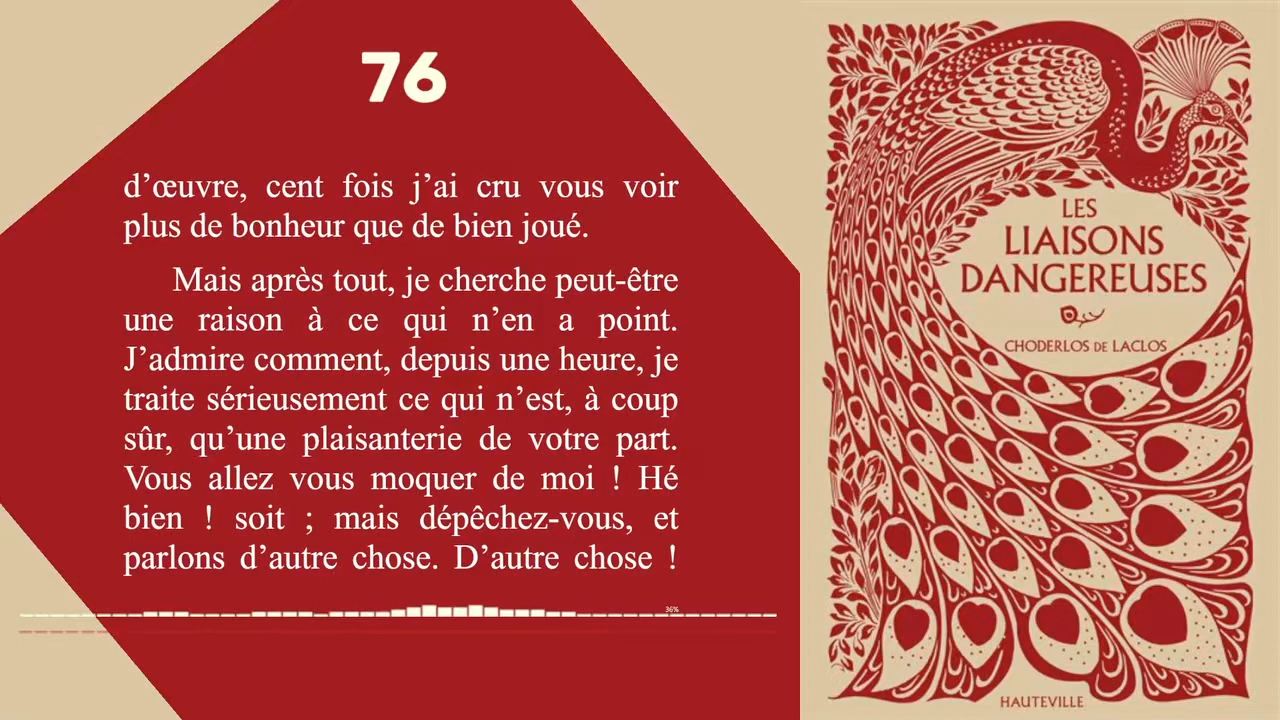 76
d’œuvre, cent fois j’ai cru vous voir
plus de bonheur que de bien joué.
Mais après tout, je cherche peut-être
une raison à ce qui n’en a point.
J’admire comment, depuis une heure, je
traite sérieusement ce qui n’est, à coup
sûr, qu’une plaisanterie de votre part.
Vous allez vous moquer de moi ! Hé
bien ! soit ; mais dépêchez-vous, et
parlons d’autre chose. D’autre chose !
36%
LES
LIAISONS
DANGEREUSES
CHODERLOS DE LACLOS
HAUTEVILLE